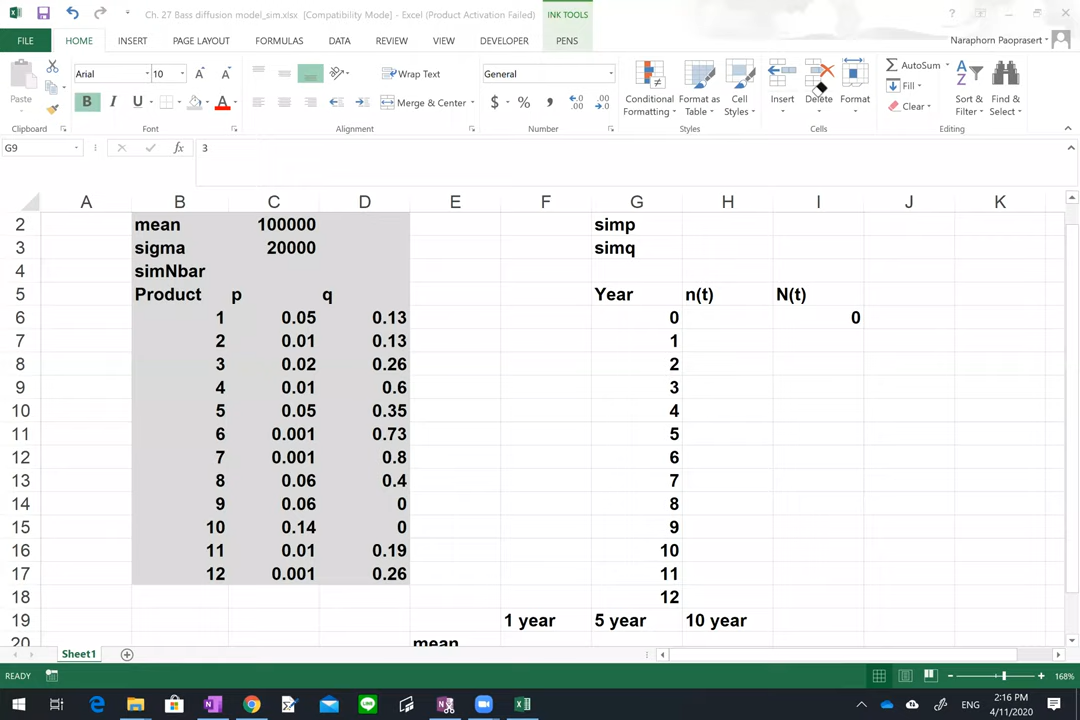 Ch. 27 Bass diffusion model_sim.xlsx [Compatibility Mode] - Excel (Product Activation Failed)
INK TOOLS
?
FILE HOME INSERT PAGE LAYOUT FORMULAS DATA REVIEW VIEW DEVELOPER PENS
Naraphorn Paoprasert
Paste
Clipboard
Arial 10
B I U
Font
Wrap Text
Merge & Center
Alignment
General
$ % , .0 .00
Number
Conditional Formatting
Format as Table
Cell Styles
Styles
Insert Delete Format
Cells
AutoSum
Fill
Clear
Sort & Filter
Find & Select
Editing
G9 fx 3
A B C D E F G H I J K
2 mean 100000 simp
3 sigma 20000 simq
4 simNbar
5 Product p q Year n(t) N(t)
6 1 0.05 0.13 0 0
7 2 0.01 0.13 1
8 3 0.02 0.26 2
9 4 0.01 0.6 3
10 5 0.05 0.35 4
11 6 0.001 0.73 5
12 7 0.001 0.8 6
13 8 0.06 0.4 7
14 9 0.06 0 8
15 10 0.14 0 9
16 11 0.01 0.19 10
17 12 0.001 0.26 11
18 12
19 1 year 5 year 10 year
20 mean
Sheet1
READY
168%
ENG
2:16 PM
4/11/2020